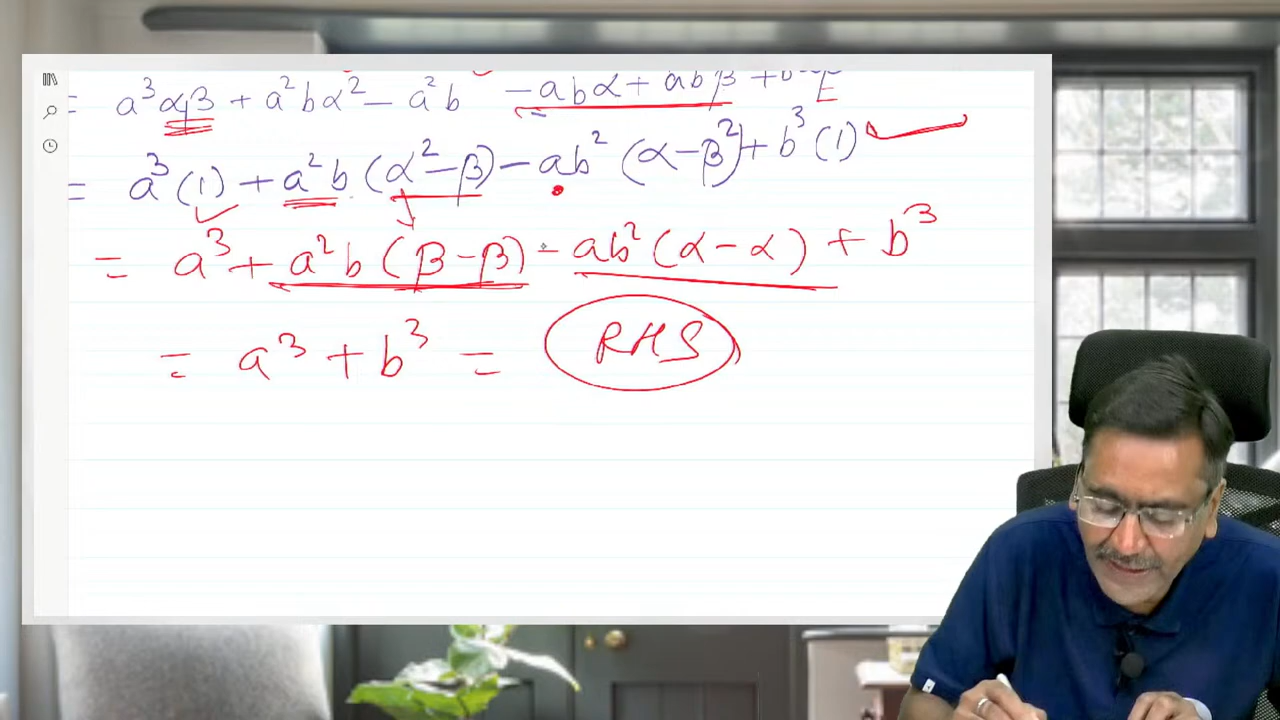 = a³αβ + a²bα² − a²b − abα + abβ +
= a³(1) + a²b (α² − β) − ab² (α − β²) + b³(1)
= a³ + a²b (β − β) − ab² (α − α) + b³
= a³ + b³ = RHS